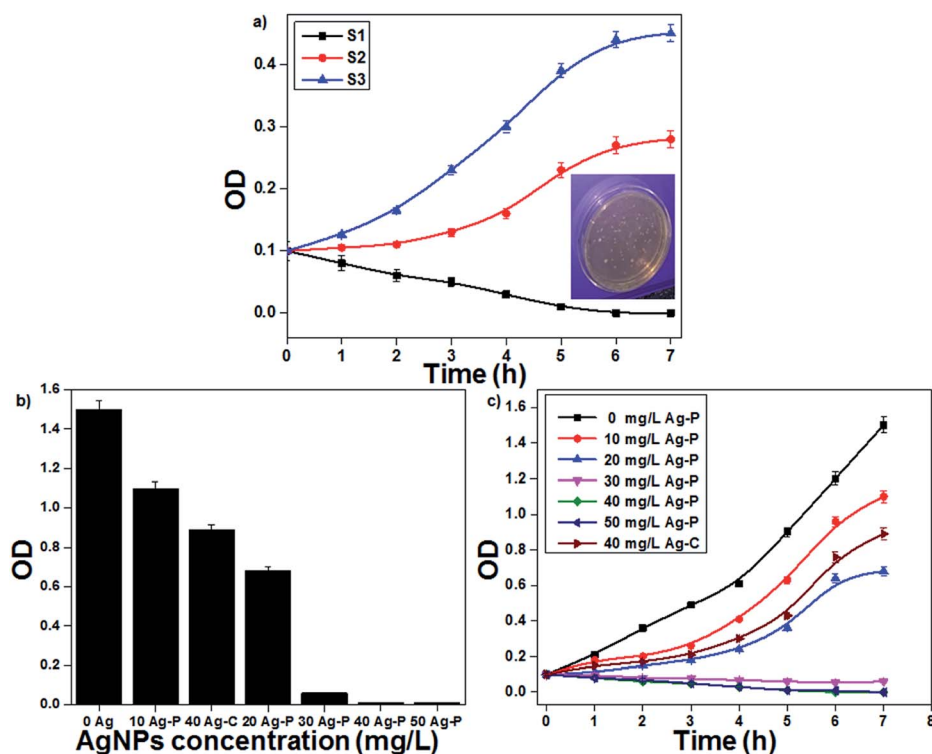 a)
S1
S2
S3
OD
0.4
0.3
0.2
0.1
0.0
0 1 2 3 4 5 6 7
Time (h)
b)
OD
1.6
1.4
1.2
1.0
0.8
0.6
0.4
0.2
0.0
0 Ag 10 Ag-P 40 Ag-C 20 Ag-P 30 Ag-P 40 Ag-P 50 Ag-P
AgNPs concentration (mg/L)
c)
0 mg/L Ag-P
10 mg/L Ag-P
20 mg/L Ag-P
30 mg/L Ag-P
40 mg/L Ag-P
50 mg/L Ag-P
40 mg/L Ag-C
OD
1.6
1.4
1.2
1.0
0.8
0.6
0.4
0.2
0.0
0 1 2 3 4 5 6 7 8
Time (h)